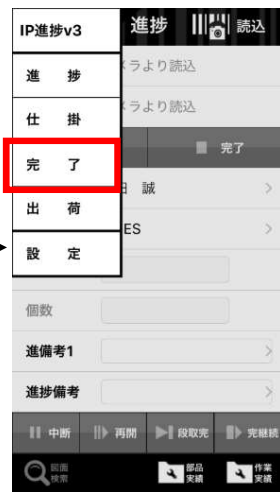 IP進捗v3
進捗
読込
進　捗
メラより読込
仕　掛
メラより読込
完　了
完了
田　誠
出　荷
ES
設　定
個数
進備考1
進捗備考
中断
再開
段取完
完継続
図面
検索
部品
実績
作業
実績